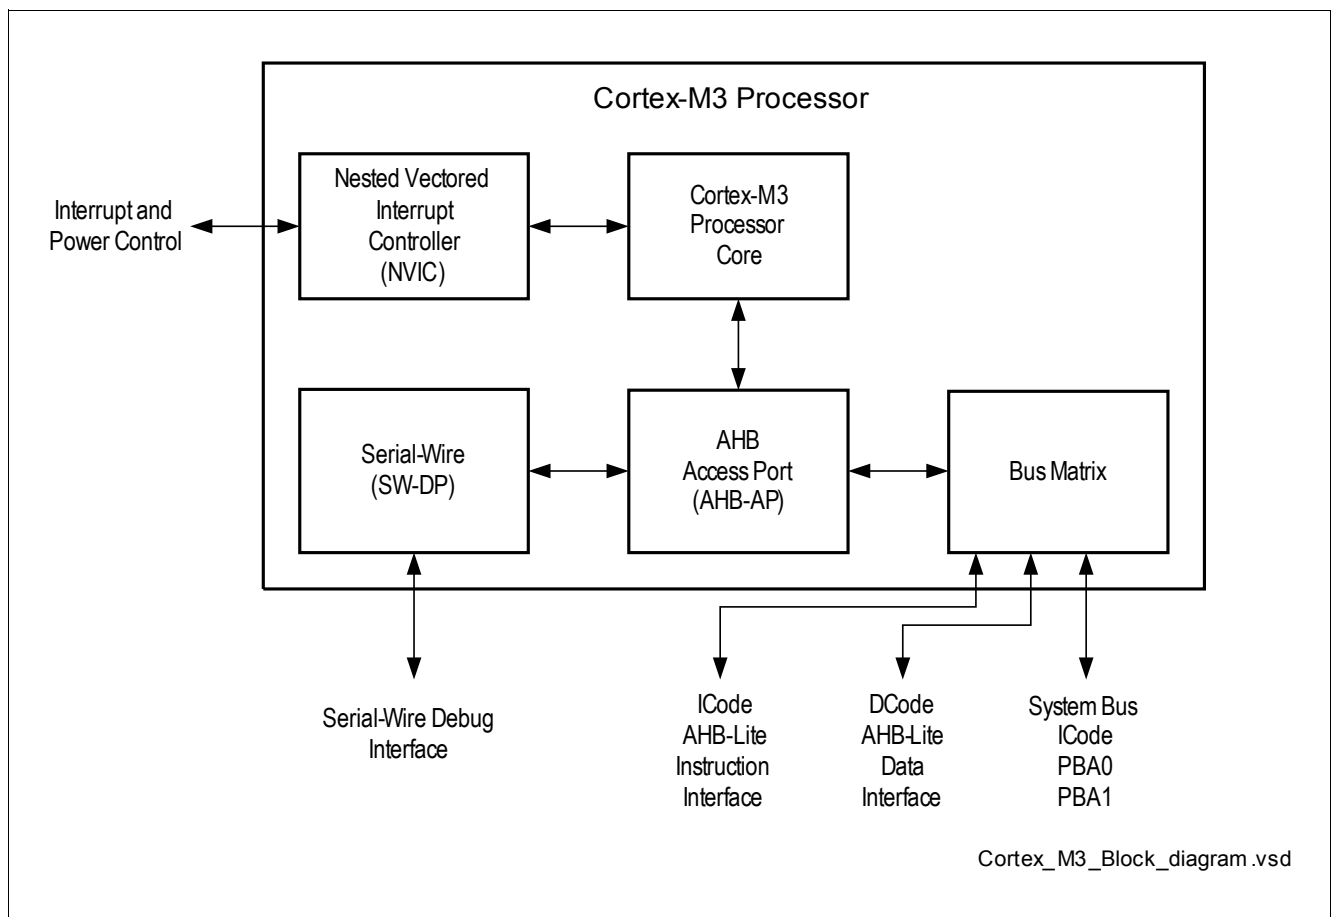 Cortex-M3 Processor
Nested Vectored
Interrupt
Controller
(NVIC)
Cortex-M3
Processor
Core
Interrupt and
Power Control
Serial-Wire
(SW-DP)
AHB
Access Port
(AHB-AP)
Bus Matrix
Serial-Wire Debug
Interface
ICode
AHB-Lite
Instruction
Interface
DCode
AHB-Lite
Data
Interface
System Bus
ICode
PBA0
PBA1
Cortex_M3_Block_diagram.vsd